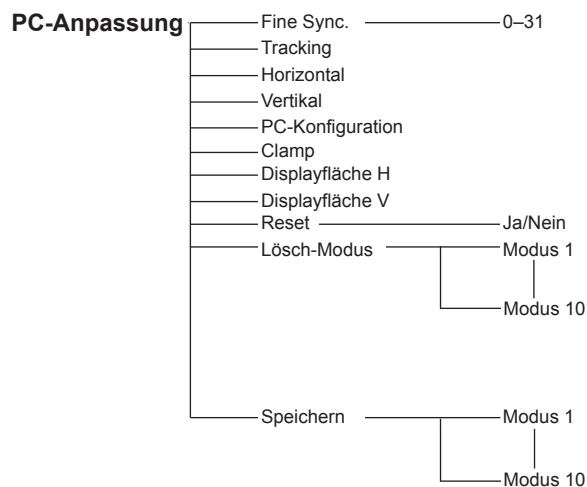 PC-Anpassung
Fine Sync. 0–31
Tracking
Horizontal
Vertikal
PC-Konfiguration
Clamp
Displayfläche H
Displayfläche V
Reset Ja/Nein
Lösch-Modus Modus 1
Modus 10
Speichern Modus 1
Modus 10